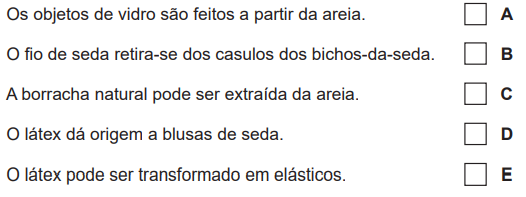 Os objetos de vidro são feitos a partir da areia. A
O fio de seda retira-se dos casulos dos bichos-da-seda. B
A borracha natural pode ser extraída da areia. C
O látex dá origem a blusas de seda. D
O látex pode ser transformado em elásticos. E